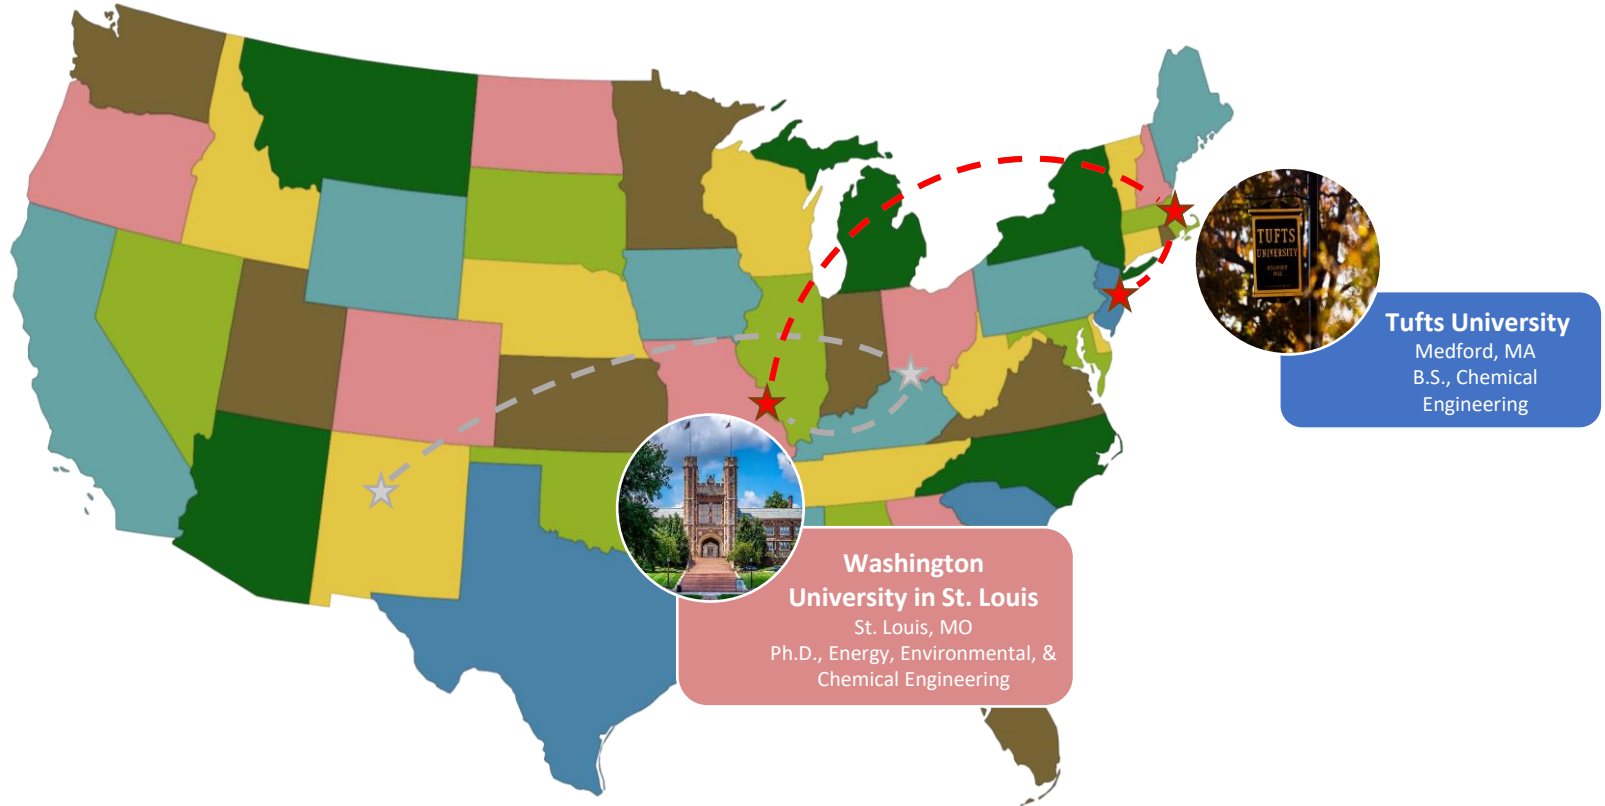 TUFTS
UNIVERSITY
Tufts University
Medford, MA
B.S., Chemical
Engineering
Washington
University in St. Louis
St. Louis, MO
Ph.D., Energy, Environmental, &
Chemical Engineering